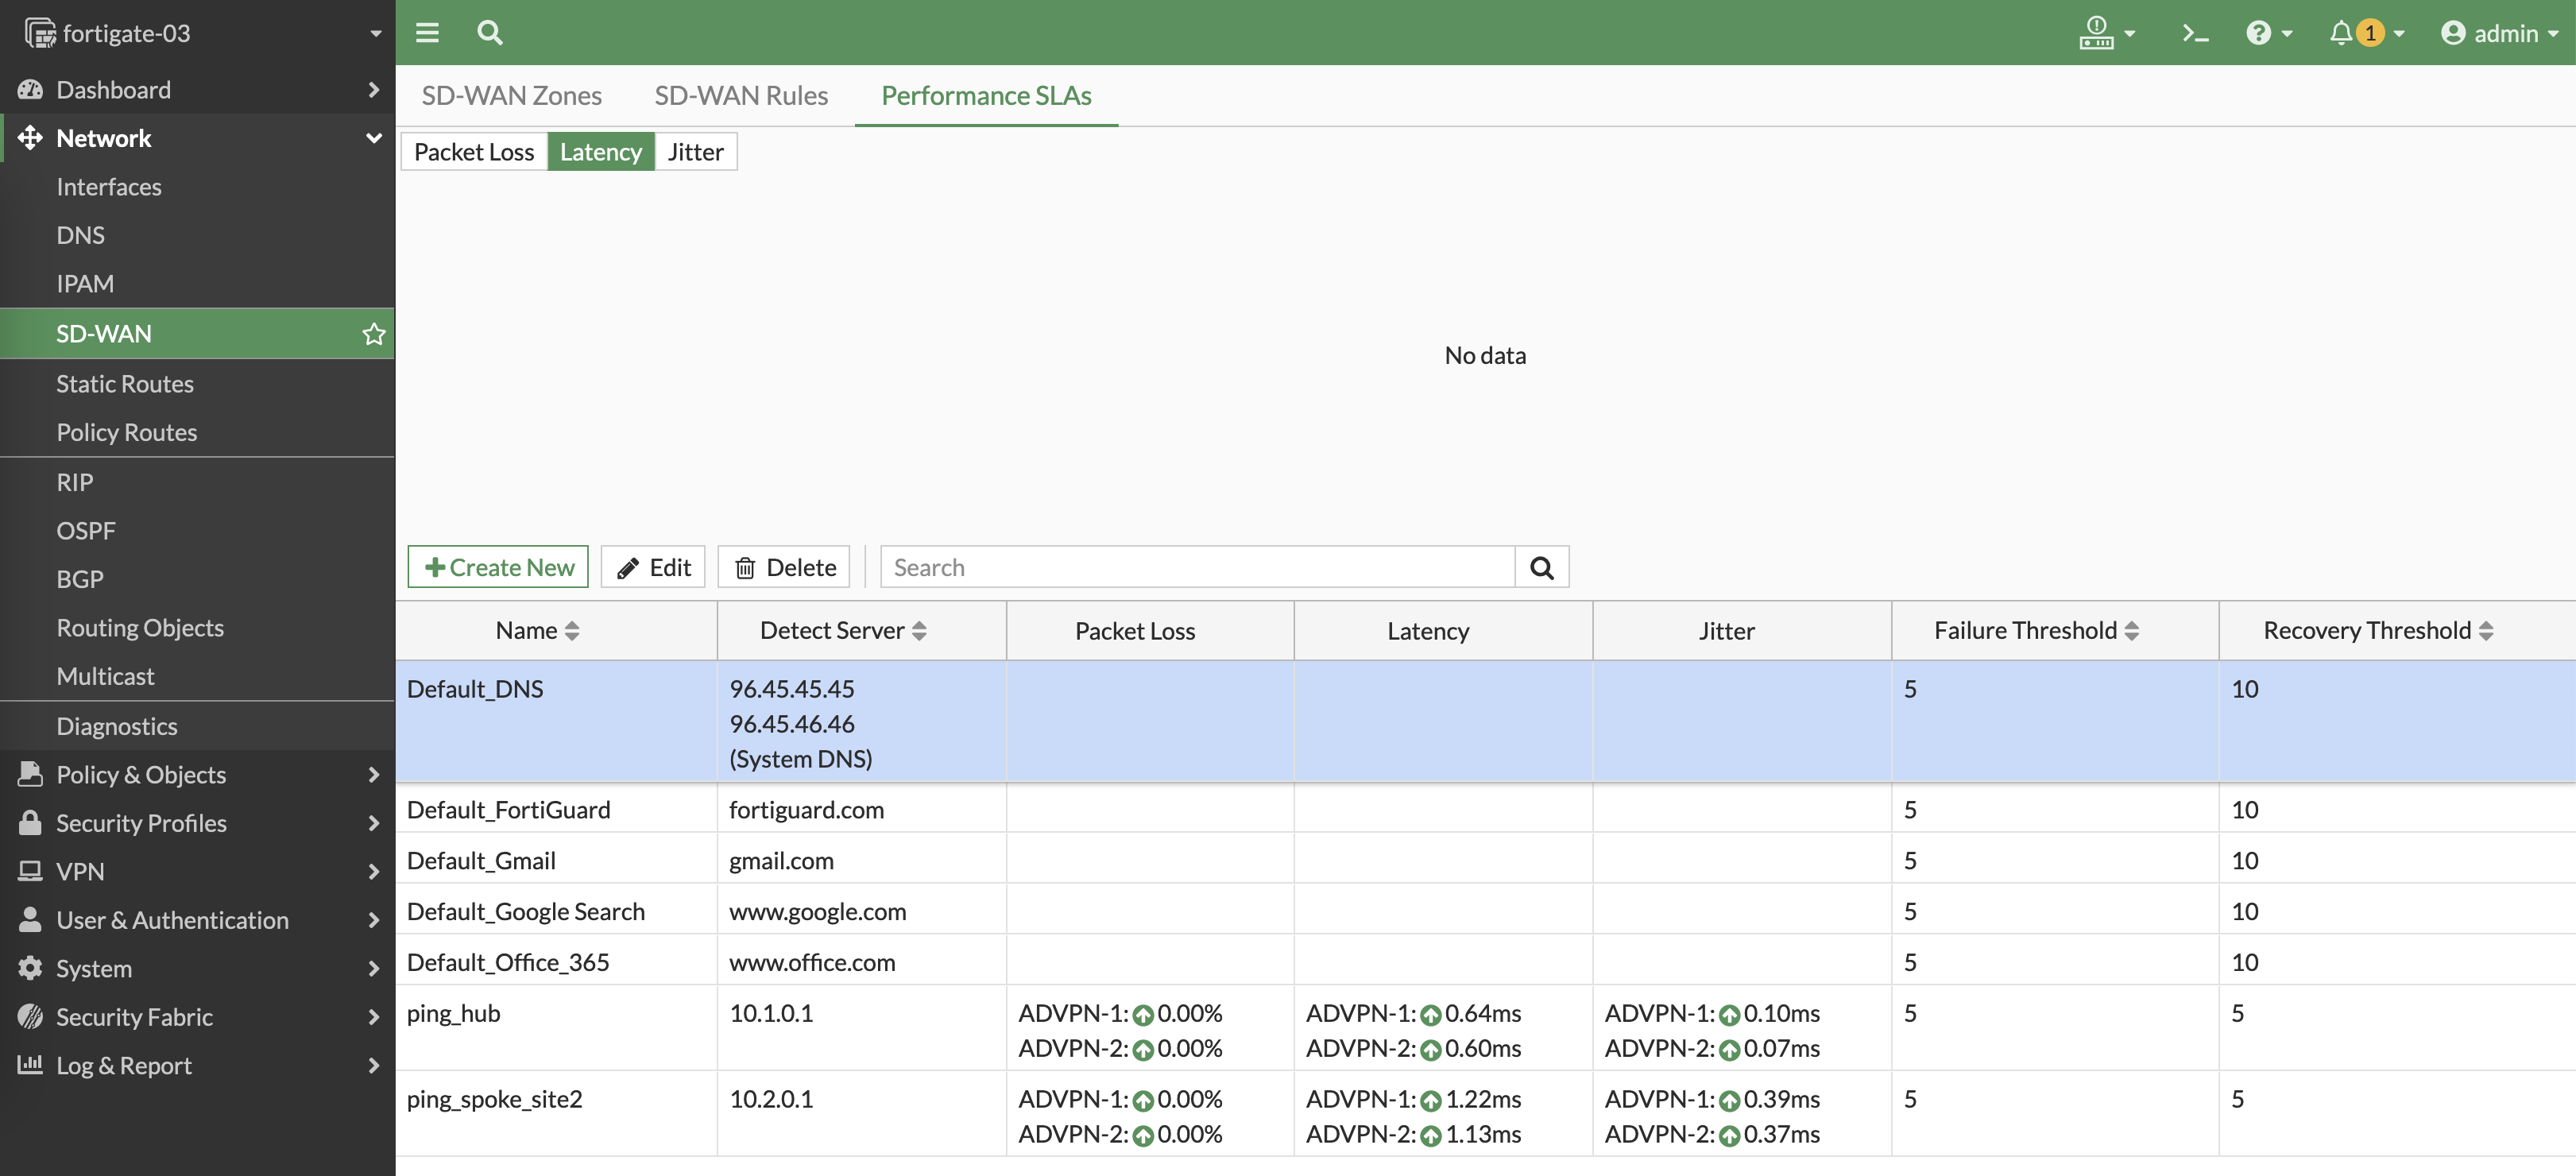 fortigate-03
1
admin
Dashboard
Network
Interfaces
DNS
IPAM
SD-WAN
Static Routes
Policy Routes
RIP
OSPF
BGP
Routing Objects
Multicast
Diagnostics
Policy & Objects
Security Profiles
VPN
User & Authentication
System
Security Fabric
Log & Report
SD-WAN Zones SD-WAN Rules Performance SLAs
Packet Loss Latency Jitter
No data
Create New Edit Delete Search
Name Detect Server Packet Loss Latency Jitter Failure Threshold Recovery Threshold
Default_DNS 96.45.45.45 5 10
96.45.46.46
(System DNS)
Default_FortiGuard fortiguard.com 5 10
Default_Gmail gmail.com 5 10
Default_Google Search www.google.com 5 10
Default_Office_365 www.office.com 5 10
ping_hub 10.1.0.1 ADVPN-1: 0.00% ADVPN-1: 0.64ms ADVPN-1: 0.10ms 5 5
ADVPN-2: 0.00% ADVPN-2: 0.60ms ADVPN-2: 0.07ms
ping_spoke_site2 10.2.0.1 ADVPN-1: 0.00% ADVPN-1: 1.22ms ADVPN-1: 0.39ms 5 5
ADVPN-2: 0.00% ADVPN-2: 1.13ms ADVPN-2: 0.37ms